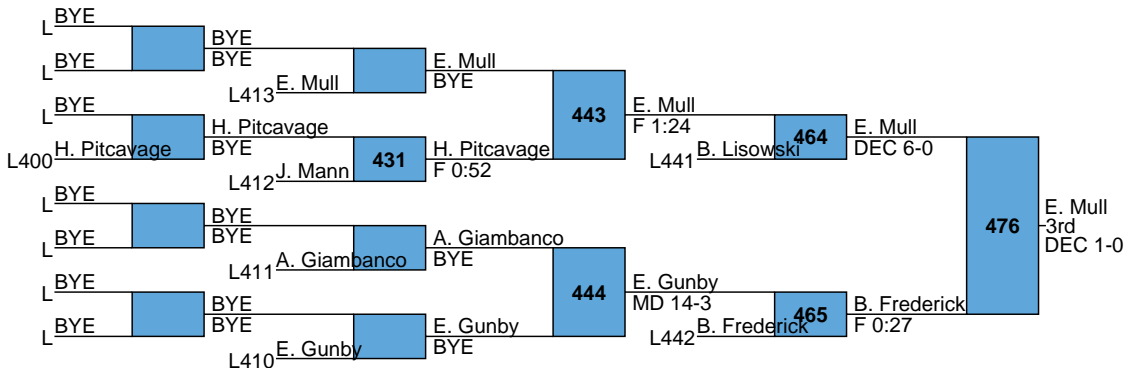 L BYE
BYE
BYE
L BYE
E. Mull
BYE
L413 E. Mull
443
E. Mull
F 1:24
L BYE
H. Pitcavage
BYE
L400 H. Pitcavage
431
H. Pitcavage
F 0:52
L412 J. Mann
464
E. Mull
DEC 6-0
L441 B. Lisowski
476
E. Mull
3rd
DEC 1-0
L BYE
BYE
BYE
L BYE
A. Giambanco
BYE
L411 A. Giambanco
444
E. Gunby
MD 14-3
L BYE
BYE
BYE
L BYE
E. Gunby
BYE
L410 E. Gunby
465
B. Frederick
F 0:27
L442 B. Frederick